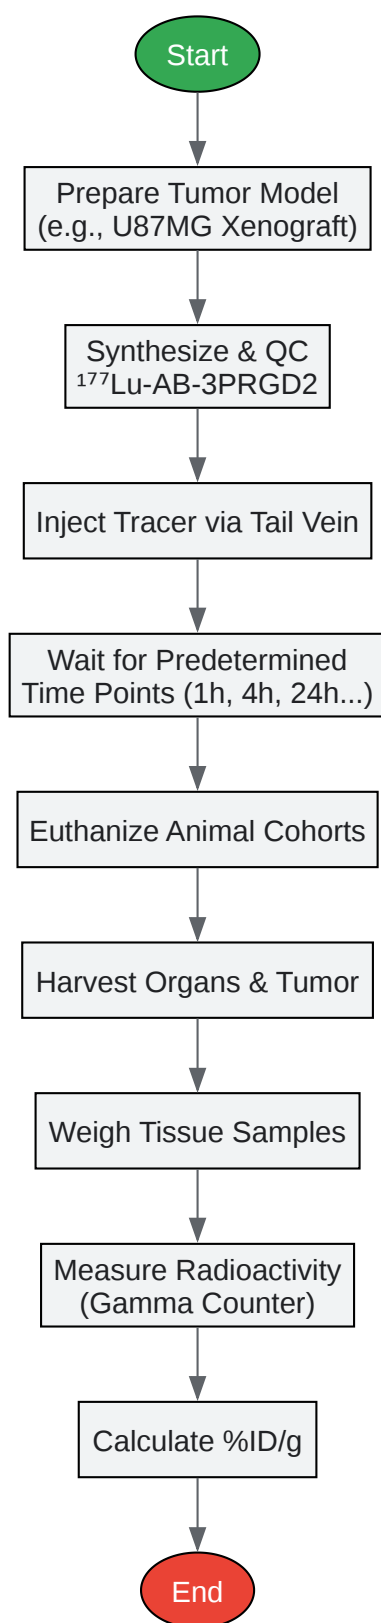 Start
Prepare Tumor Model
(e.g., U87MG Xenograft)
Synthesize & QC
¹⁷⁷Lu-AB-3PRGD2
Inject Tracer via Tail Vein
Wait for Predetermined
Time Points (1h, 4h, 24h...)
Euthanize Animal Cohorts
Harvest Organs & Tumor
Weigh Tissue Samples
Measure Radioactivity
(Gamma Counter)
Calculate %ID/g
End